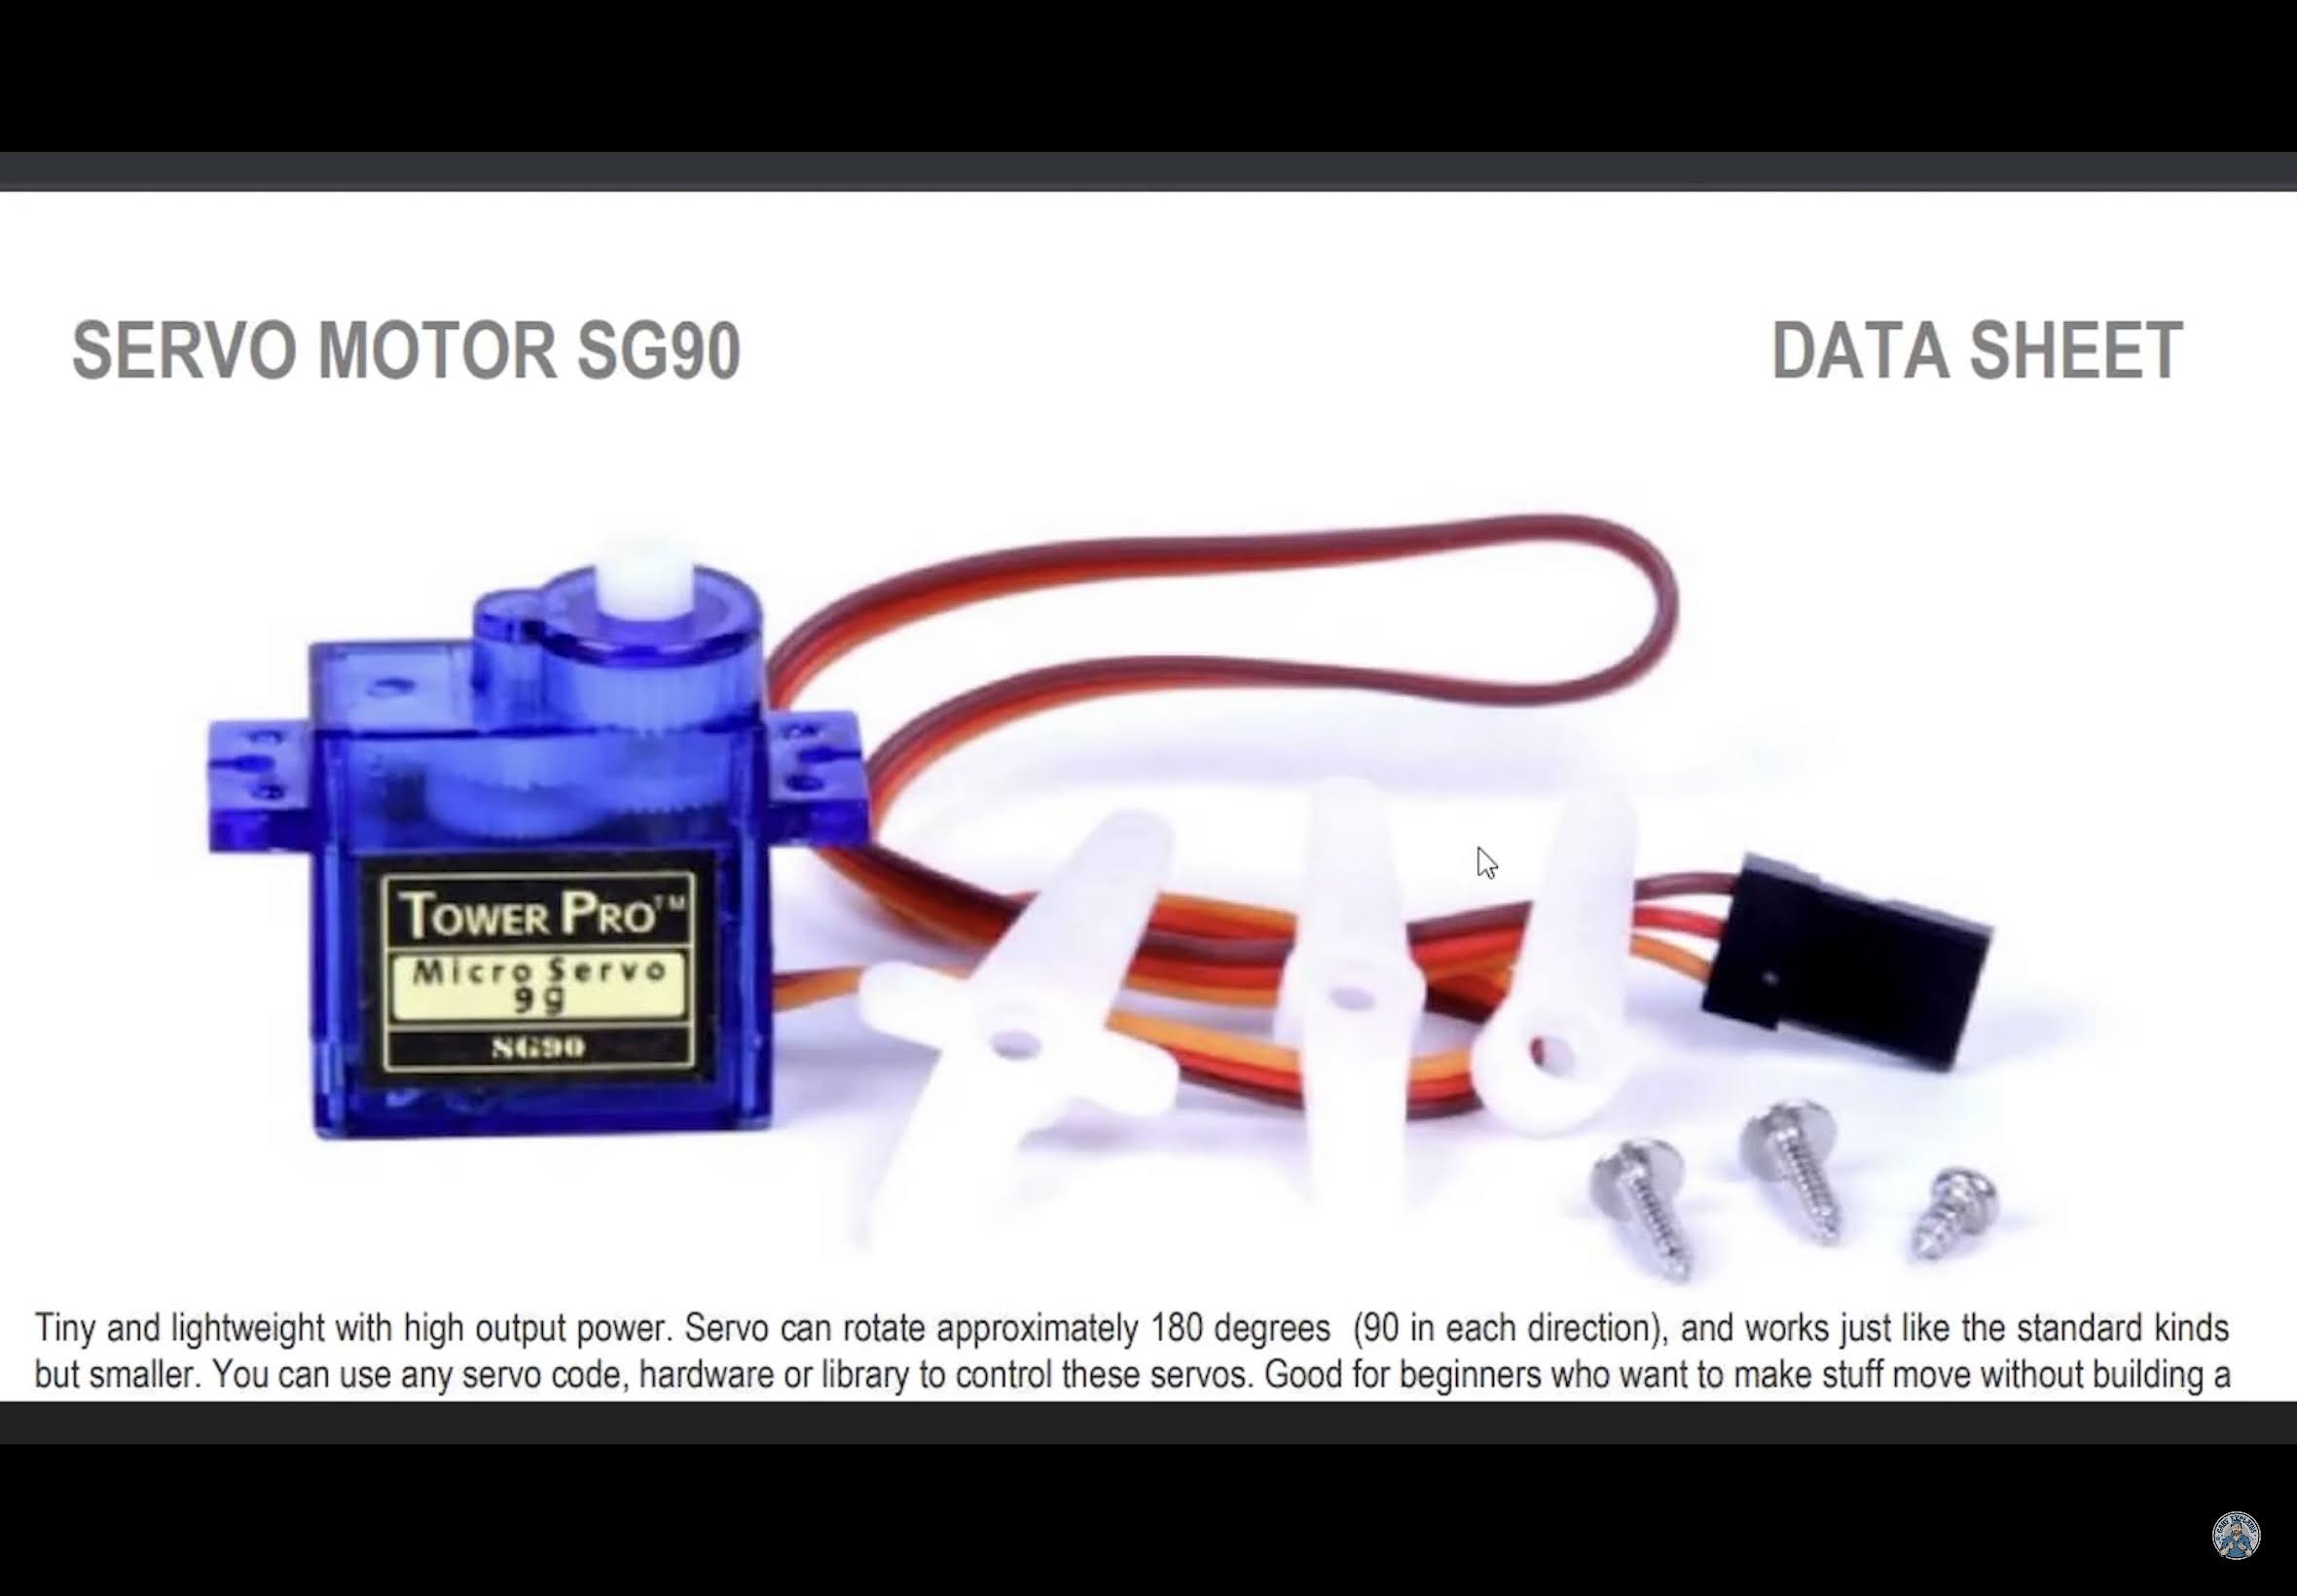 SERVO MOTOR SG90 DATA SHEET
TOWER PRO™
Micro Servo
9g
SG90
Tiny and lightweight with high output power. Servo can rotate approximately 180 degrees (90 in each direction), and works just like the standard kinds
but smaller. You can use any servo code, hardware or library to control these servos. Good for beginners who want to make stuff move without building a